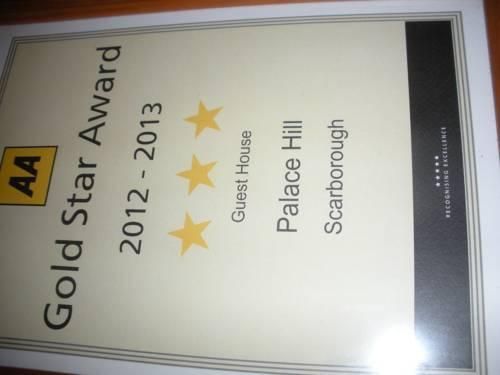 AA
Gold Star Award
2012 - 2013
Guest House
Palace Hill
Scarborough
RECOGNISING EXCELLENCE